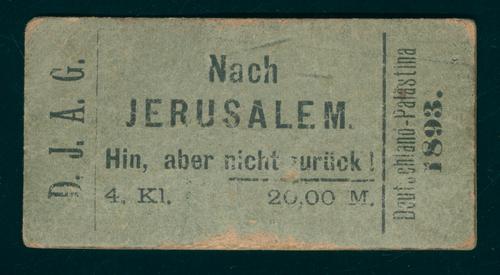 D. J. A. G.
Nach
JERUSALEM.
Hin, aber nicht zurück!
4. Kl. 20,00 M.
Deutschland-Palästina
1893.